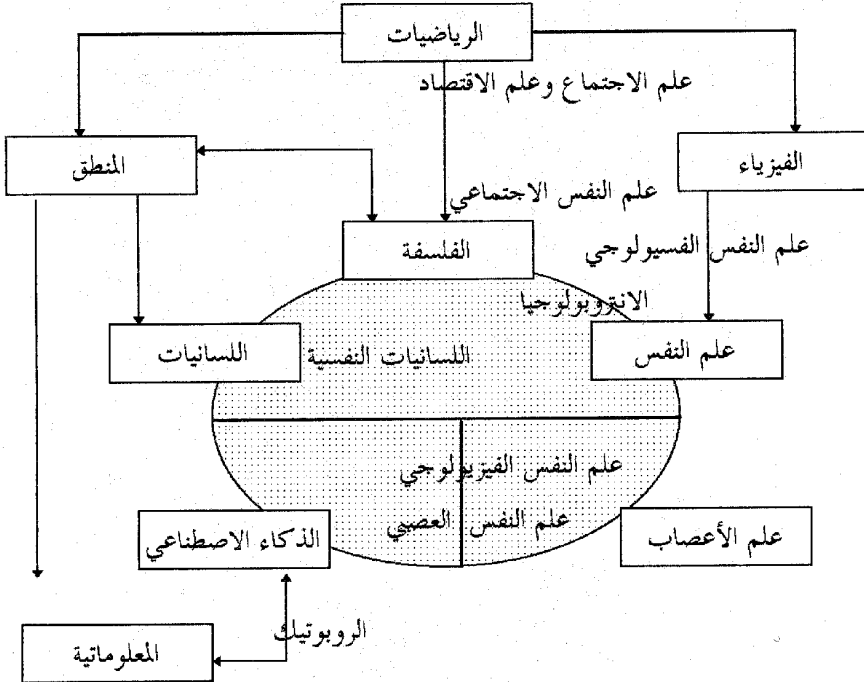 الرياضيات
علم الاجتماع وعلم الاقتصاد
الفيزياء
المنطق
علم النفس الاجتماعي
علم النفس الفسيولوجي
الفلسفة
الانتروبولوجيا
علم النفس
اللسانيات النفسية
اللسانيات
علم النفس الفيزيولوجي
علم النفس العصبي
علم الأعصاب
الذكاء الاصطناعي
الروبوتيك
المعلوماتية